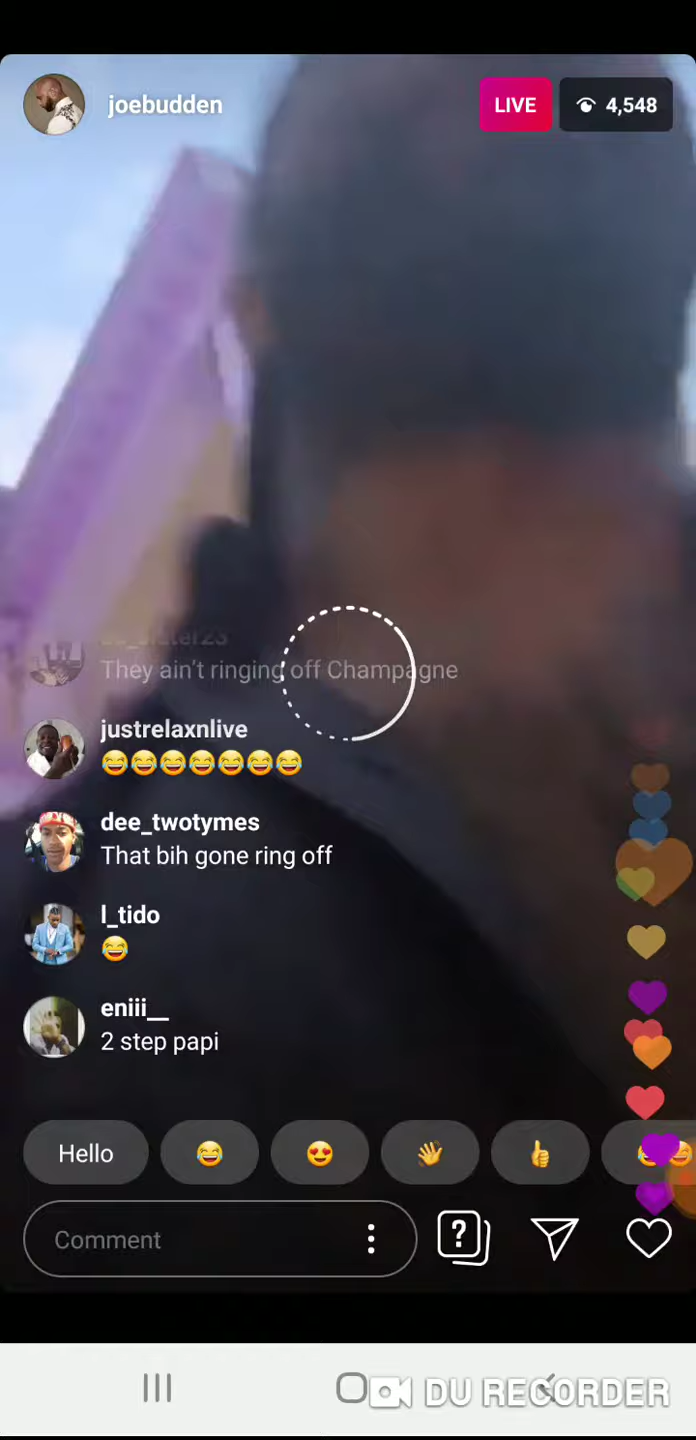 joebudden
LIVE
4,548
They ain't ringing off Champagne
justrelaxnlive
😂😂😂😂😂😂😂
dee_twotymes
That bih gone ring off
l_tido
😂
eniii__
2 step papi
Hello
😂
😍
👋
👍
Comment
DU RECORDER